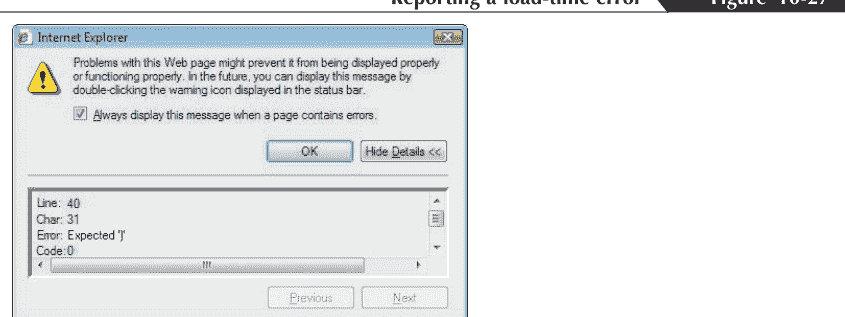 Reporting a load-time error
Internet Explorer
Problems with this Web page might prevent it from being displayed properly
or functioning properly. In the future, you can display this message by
double-clicking the warning icon displayed in the status bar.
Always display this message when a page contains errors.
OK
Hide Details <<
Line: 40
Char: 31
Error: Expected ')'
Code:0
Previous
Next